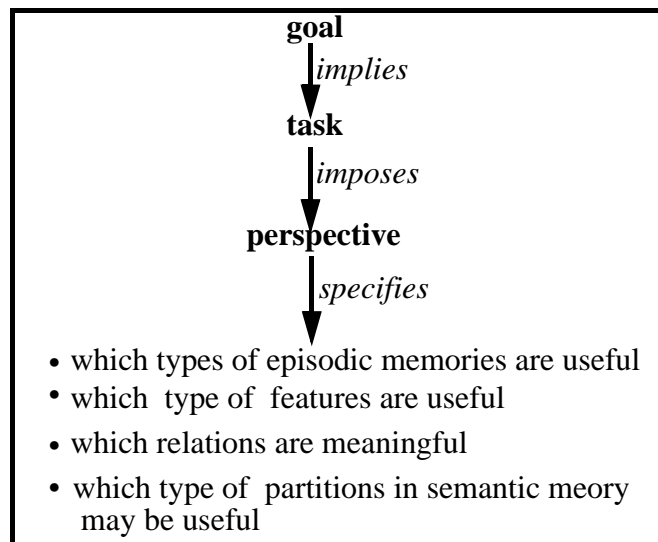 goal
implies
task
imposes
perspective
specifies
• which types of episodic memories are useful
• which type of features are useful
• which relations are meaningful
• which type of partitions in semantic meory
may be useful